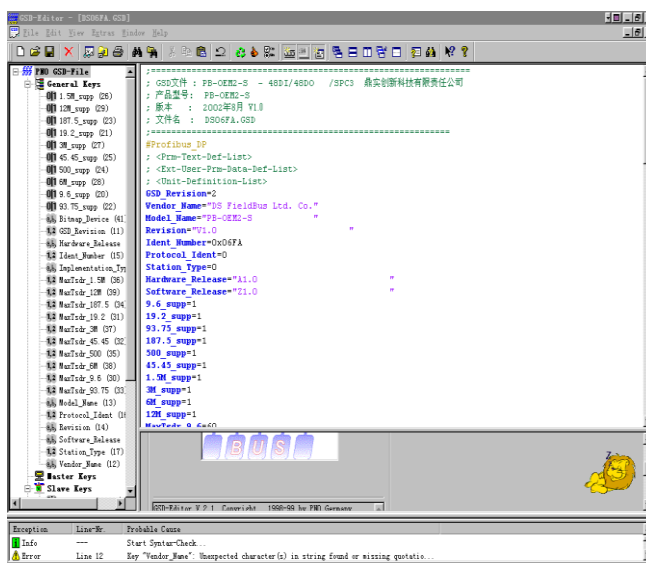 GSD-Editor - [DS06FA.GSD]
File Edit View Extras Window Help
PNO GSD-File
General Keys
1.5M_supp (26)
12M_supp (29)
187.5_supp (23)
19.2_supp (21)
3M_supp (27)
45.45_supp (25)
500_supp (24)
6M_supp (28)
9.6_supp (20)
93.75_supp (22)
Bitmap_Device (41
GSD_Revision (11)
Hardware_Release
Ident_Number (15)
Implementation_Typ
MaxTsdr_1.5M (36)
MaxTsdr_12M (39)
MaxTsdr_187.5 (34
MaxTsdr_19.2 (31)
MaxTsdr_3M (37)
MaxTsdr_45.45 (32
MaxTsdr_500 (35)
MaxTsdr_6M (38)
MaxTsdr_9.6 (30)
MaxTsdr_93.75 (33
Model_Name (13)
Protocol_Ident (18
Revision (14)
Software_Release
Station_Type (17)
Vendor_Name (12)
Master Keys
Slave Keys
;==============================================================
; GSD文件 : PB-OEM2-S - 48DI/48DO /SPC3 鼎实创新科技有限责任公司
; 产品型号: PB-OEM2-S
; 版本 : 2002年8月 V1.0
; 文件名 : DS06FA.GSD
;==========================================================
#Profibus_DP
; <Prm-Text-Def-List>
; <Ext-User-Prm-Data-Def-List>
; <Unit-Definition-List>
GSD_Revision=2
Vendor_Name="DS FieldBus Ltd. Co."
Model_Name="PB-OEM2-S "
Revision="V1.0 "
Ident_Number=0x06FA
Protocol_Ident=0
Station_Type=0
Hardware_Release="A1.0 "
Software_Release="Z1.0 "
9.6_supp=1
19.2_supp=1
93.75_supp=1
187.5_supp=1
500_supp=1
45.45_supp=1
1.5M_supp=1
3M_supp=1
6M_supp=1
12M_supp=1
MaxTsdr_9.6=60
BUS
GSD-Editor V 2.1 Copyright 1998-99 by PNO Germany
Exception Line-Nr. Probable Cause
Info --- Start Syntax-Check...
Error Line 12 Key "Vendor_Name": Unexpected character(s) in string found or missing quotatio...